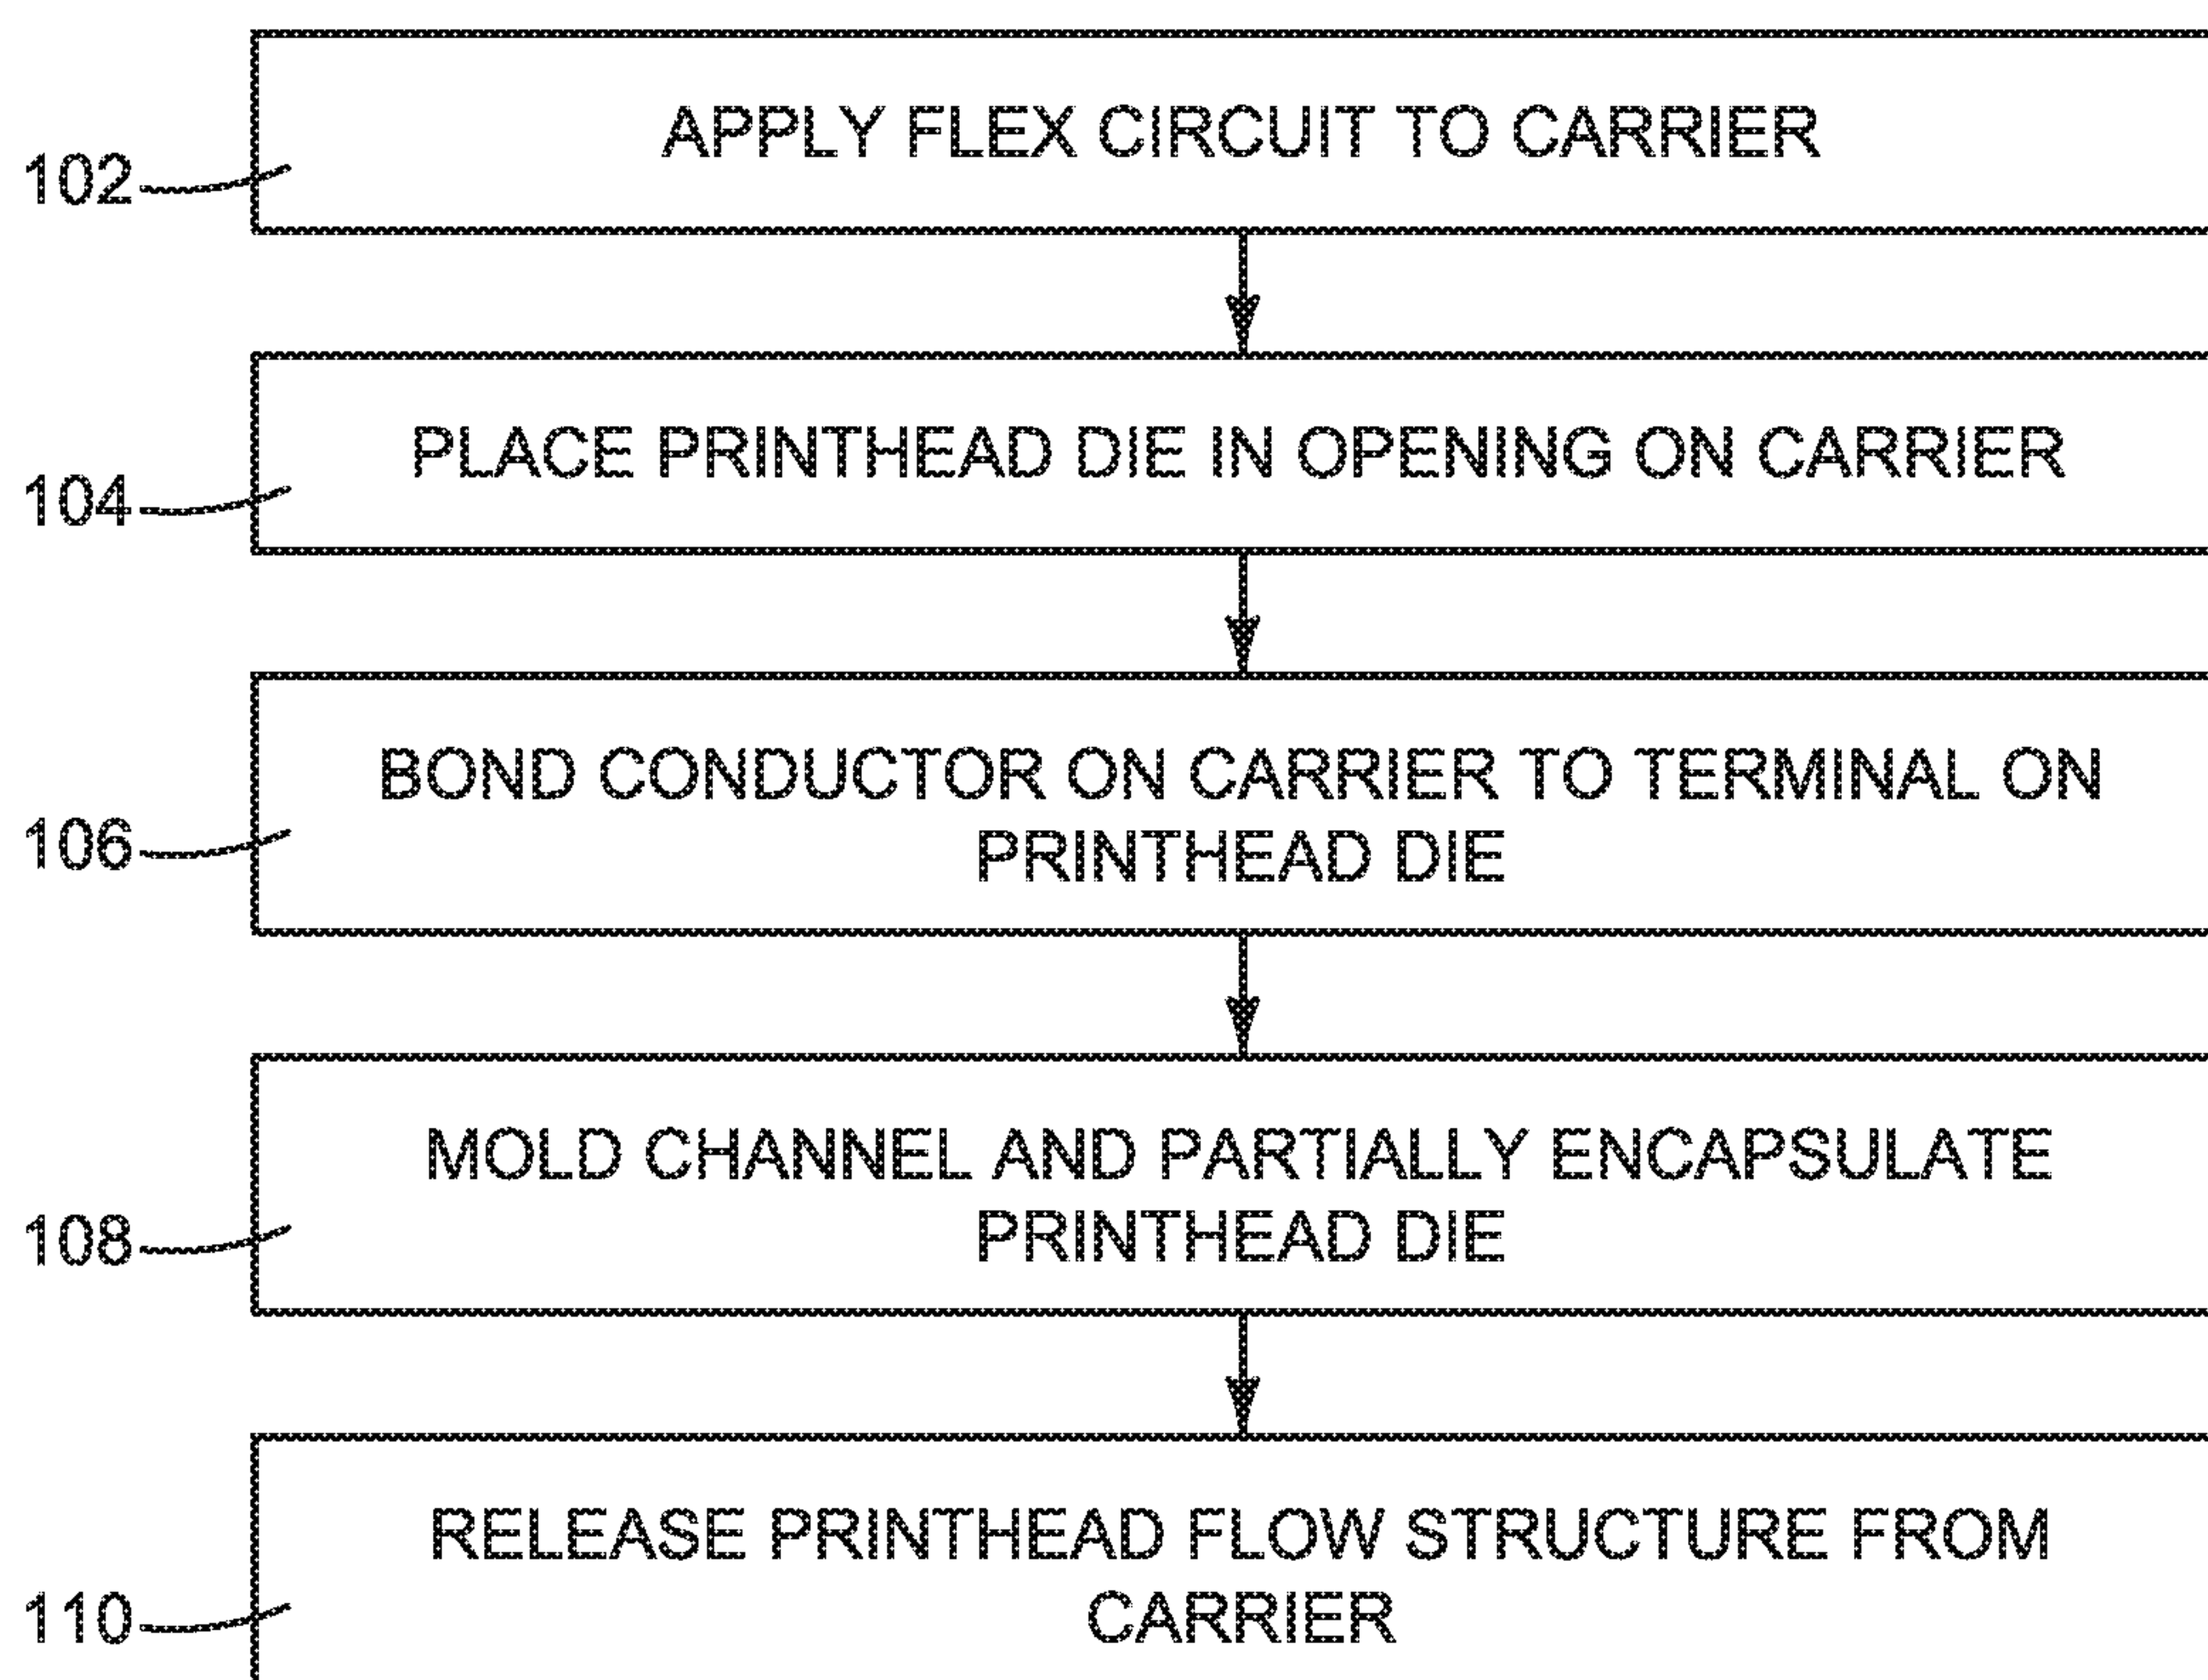 APPLY FLEX CIRCUIT TO CARRIER
102
PLACE PRINTHEAD DIE IN OPENING ON CARRIER
104
BOND CONDUCTOR ON CARRIER TO TERMINAL ON
PRINTHEAD DIE
106
MOLD CHANNEL AND PARTIALLY ENCAPSULATE
PRINTHEAD DIE
108
RELEASE PRINTHEAD FLOW STRUCTURE FROM
CARRIER
110